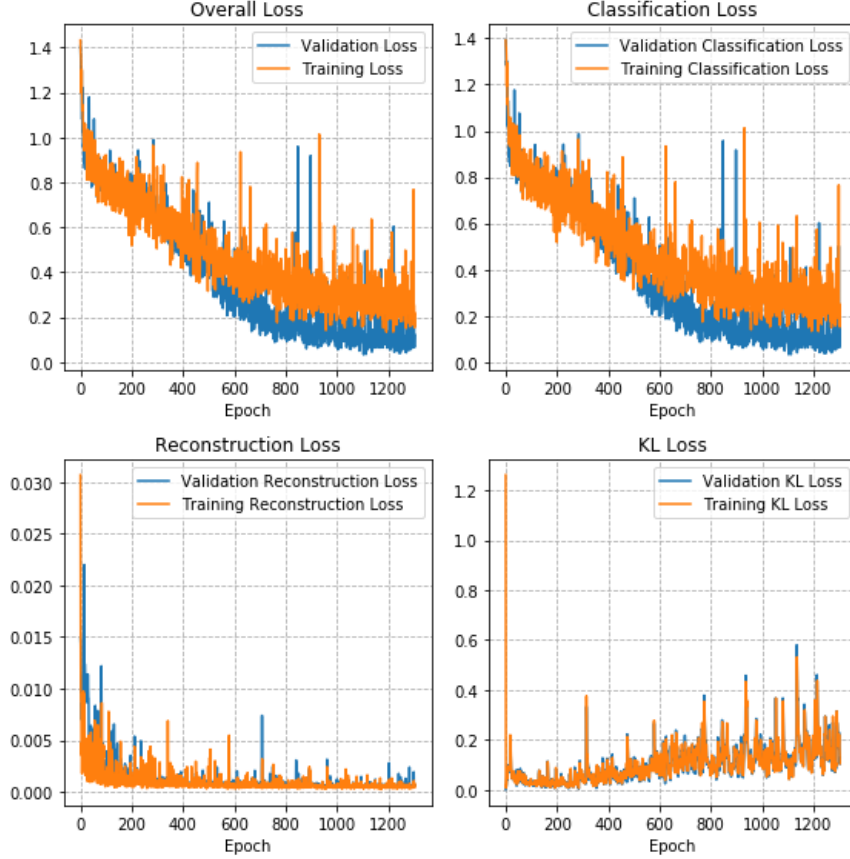 Overall Loss
Validation Loss
Training Loss
1.4
1.2
1.0
0.8
0.6
0.4
0.2
0.0
0 200 400 600 800 1000 1200
Epoch
Classification Loss
Validation Classification Loss
Training Classification Loss
1.4
1.2
1.0
0.8
0.6
0.4
0.2
0.0
0 200 400 600 800 1000 1200
Epoch
Reconstruction Loss
Validation Reconstruction Loss
Training Reconstruction Loss
0.030
0.025
0.020
0.015
0.010
0.005
0.000
0 200 400 600 800 1000 1200
Epoch
KL Loss
Validation KL Loss
Training KL Loss
1.2
1.0
0.8
0.6
0.4
0.2
0.0
0 200 400 600 800 1000 1200
Epoch